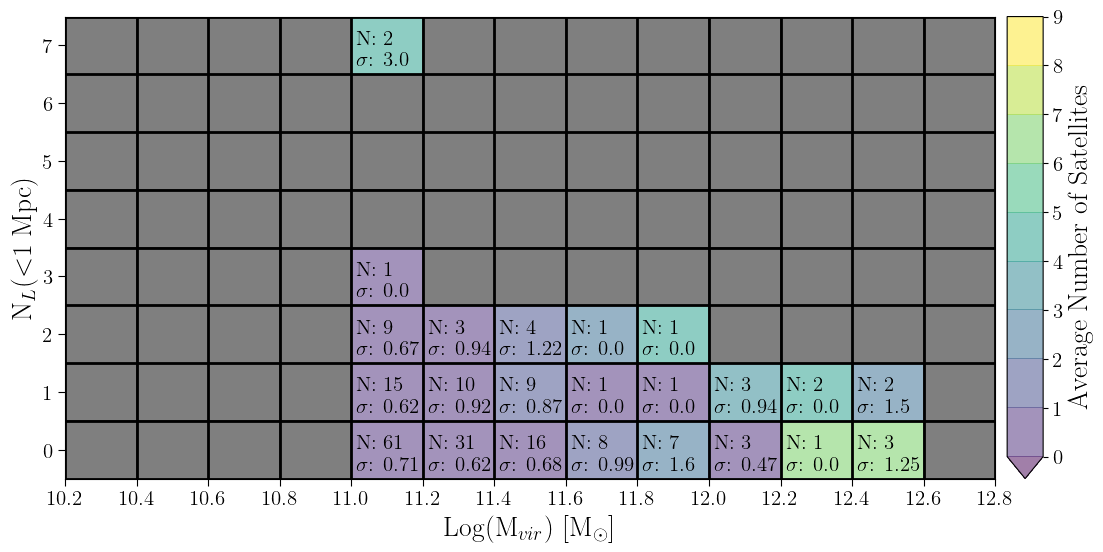 7
N: 2
σ: 3.0
6
5
4
3
N: 1
σ: 0.0
2
N: 9
σ: 0.67
N: 3
σ: 0.94
N: 4
σ: 1.22
N: 1
σ: 0.0
N: 1
σ: 0.0
1
N: 15
σ: 0.62
N: 10
σ: 0.92
N: 9
σ: 0.87
N: 1
σ: 0.0
N: 1
σ: 0.0
N: 3
σ: 0.94
N: 2
σ: 0.0
N: 2
σ: 1.5
0
N: 61
σ: 0.71
N: 31
σ: 0.62
N: 16
σ: 0.68
N: 8
σ: 0.99
N: 7
σ: 1.6
N: 3
σ: 0.47
N: 1
σ: 0.0
N: 3
σ: 1.25
10.2 10.4 10.6 10.8 11.0 11.2 11.4 11.6 11.8 12.0 12.2 12.4 12.6 12.8
Log(M_vir) [M_☉]
N_L(<1 Mpc)
9
8
7
6
5
4
3
2
1
0
Average Number of Satellites